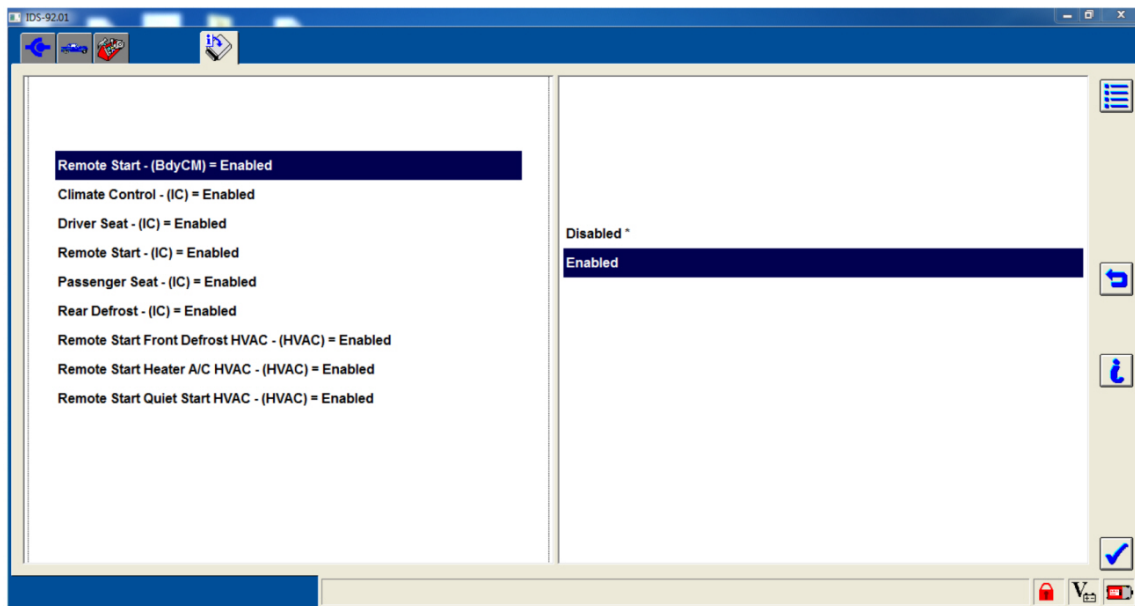 IDS-92.01
Remote Start - (BdyCM) = Enabled
Climate Control - (IC) = Enabled
Driver Seat - (IC) = Enabled
Remote Start - (IC) = Enabled
Passenger Seat - (IC) = Enabled
Rear Defrost - (IC) = Enabled
Remote Start Front Defrost HVAC - (HVAC) = Enabled
Remote Start Heater A/C HVAC - (HVAC) = Enabled
Remote Start Quiet Start HVAC - (HVAC) = Enabled
Disabled *
Enabled
V